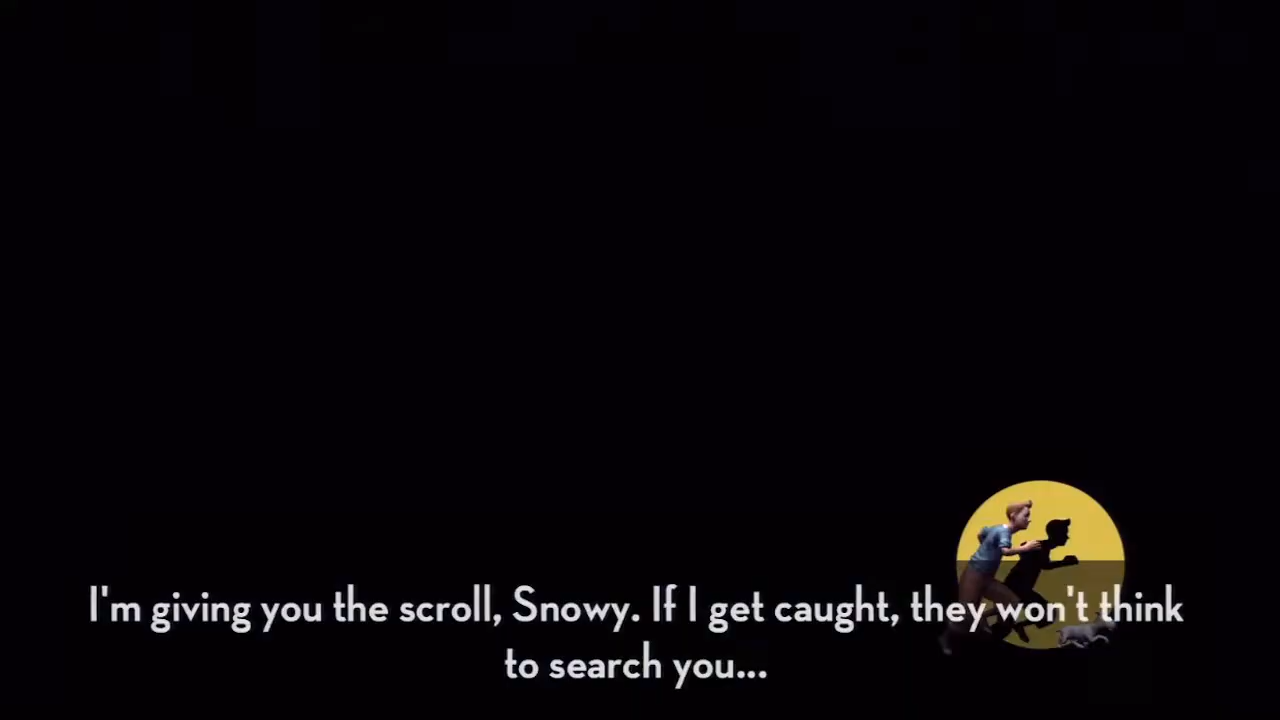 I'm giving you the scroll, Snowy. If I get caught, they won't think
to search you...